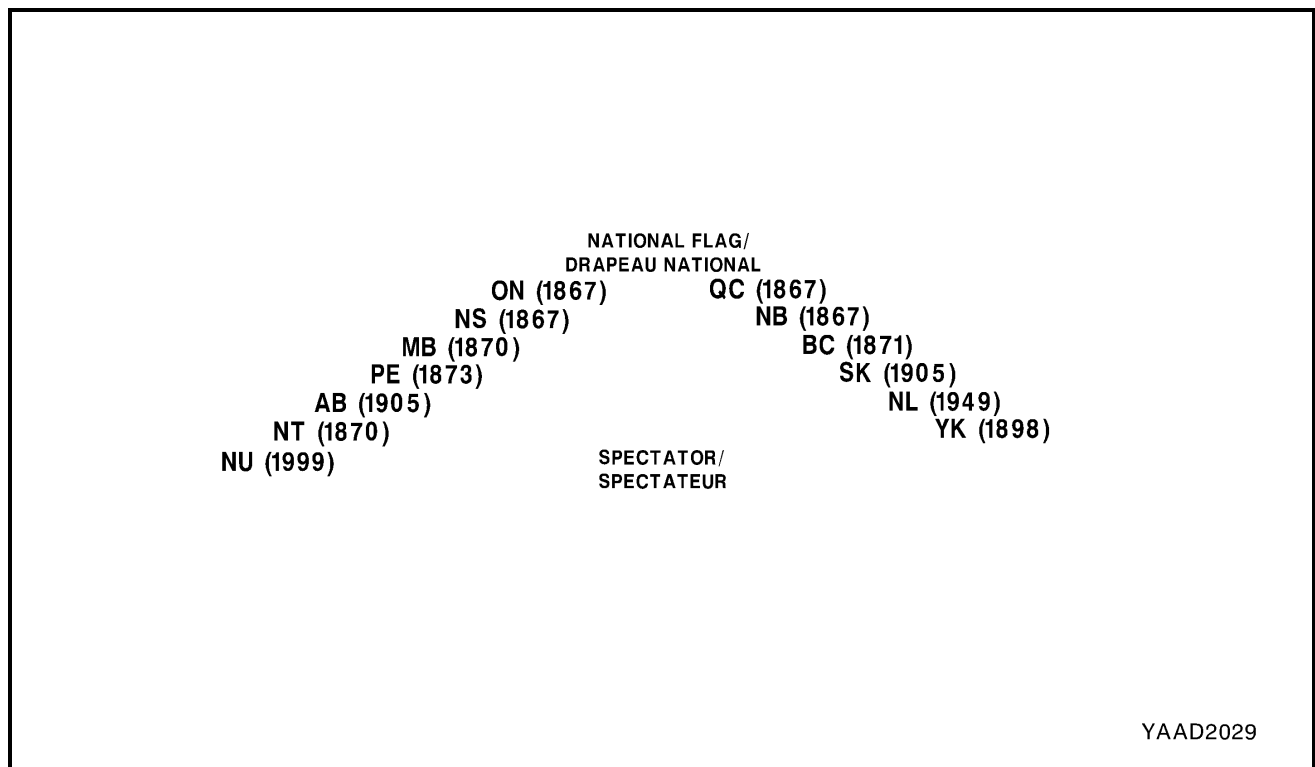 NATIONAL FLAG/
DRAPEAU NATIONAL
ON (1867) QC (1867)
NS (1867) NB (1867)
MB (1870) BC (1871)
PE (1873) SK (1905)
AB (1905) NL (1949)
NT (1870) YK (1898)
NU (1999)
SPECTATOR/
SPECTATEUR
YAAD2029